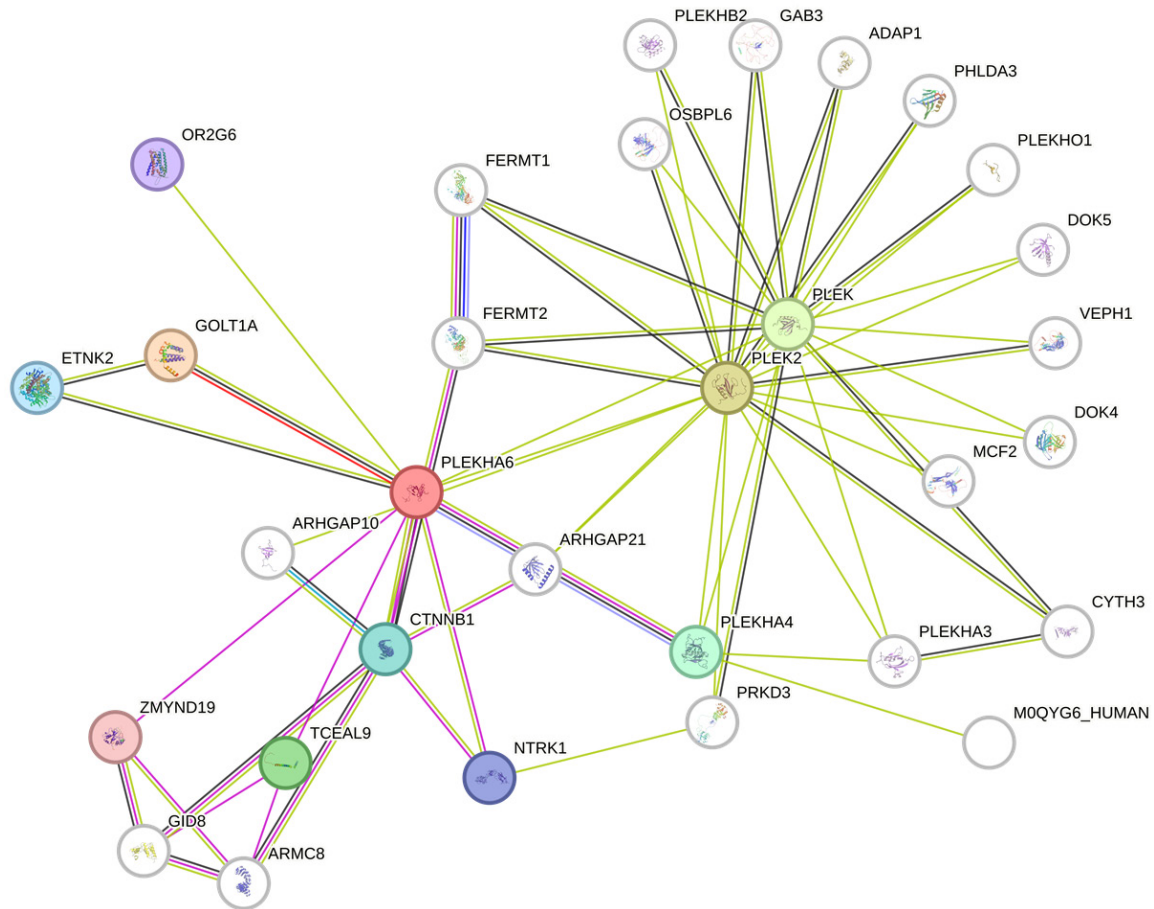 PLEKHB2
GAB3
ADAP1
PHLDA3
OSBPL6
OR2G6
FERMT1
PLEKHO1
DOK5
PLEK
VEPH1
GOLT1A
FERMT2
ETNK2
PLEK2
DOK4
MCF2
PLEKHA6
ARHGAP10
ARHGAP21
CTNNB1
PLEKHA4
PLEKHA3
CYTH3
PRKD3
ZMYND19
TCEAL9
M0QYG6_HUMAN
NTRK1
GID8
ARMC8